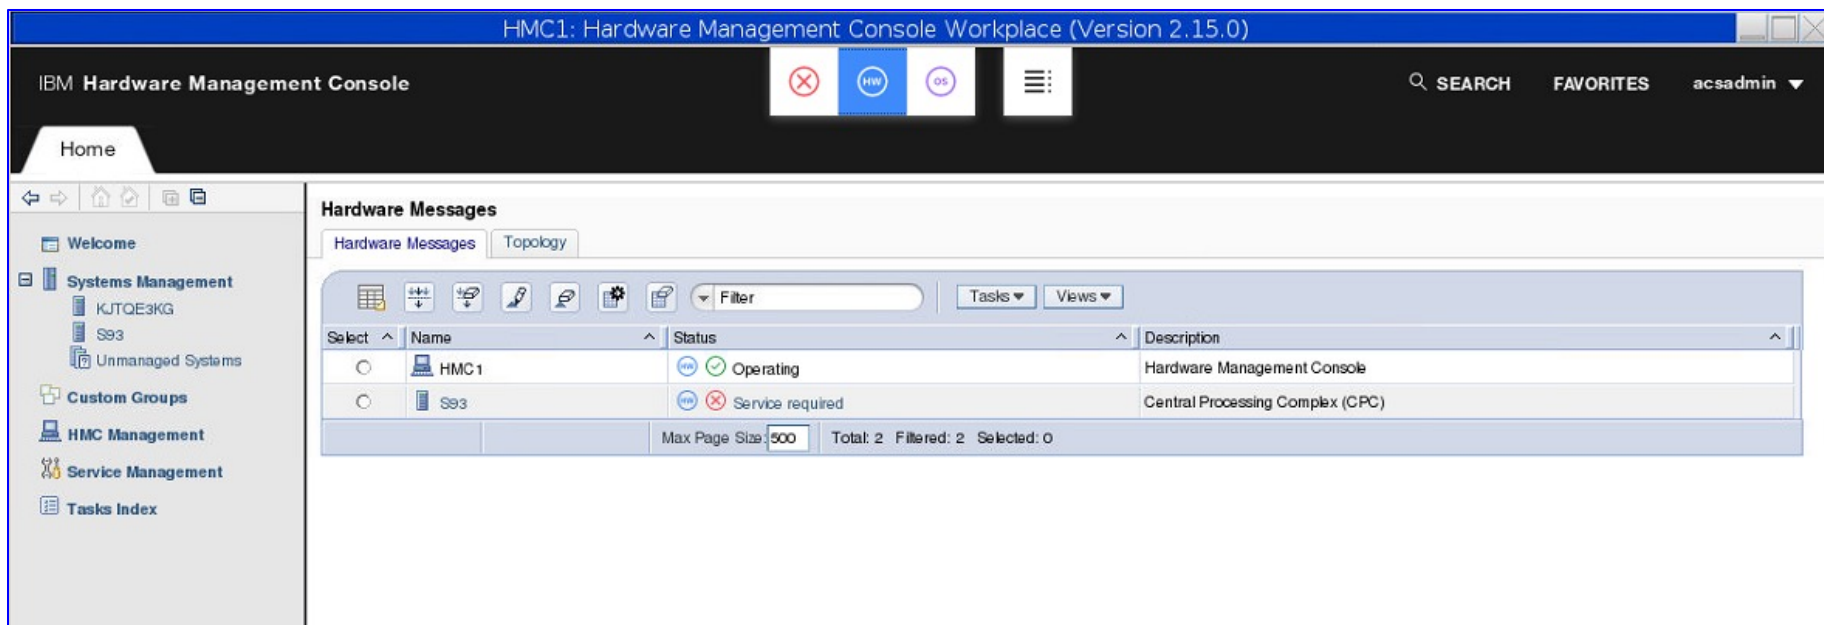 HMC1: Hardware Management Console Workplace (Version 2.15.0)
IBM Hardware Management Console
HW
OS
SEARCH
FAVORITES
acsadmin
Home
Welcome
Systems Management
KJTQE3KG
S93
Unmanaged Systems
Custom Groups
HMC Management
Service Management
Tasks Index
Hardware Messages
Hardware Messages Topology
Filter Tasks Views
Select Name Status Description
HMC1 HW Operating Hardware Management Console
S93 HW Service required Central Processing Complex (CPC)
Max Page Size: 500 Total: 2 Filtered: 2 Selected: 0